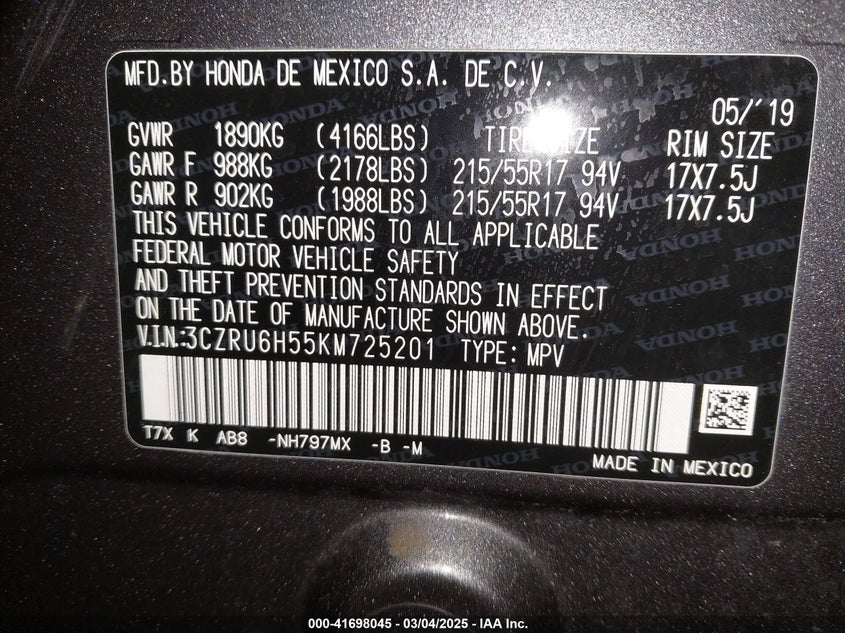 MFD.BY HONDA DE MEXICO S.A. DE C.V.
05/'19
GVWR 1890KG (4166LBS) TIRE SIZE RIM SIZE
GAWR F 988KG (2178LBS) 215/55R17 94V 17X7.5J
GAWR R 902KG (1988LBS) 215/55R17 94V 17X7.5J
THIS VEHICLE CONFORMS TO ALL APPLICABLE
FEDERAL MOTOR VEHICLE SAFETY
AND THEFT PREVENTION STANDARDS IN EFFECT
ON THE DATE OF MANUFACTURE SHOWN ABOVE.
V.I.N.:3CZRU6H55KM725201 TYPE: MPV
T7X K AB8 -NH797MX -B -M
MADE IN MEXICO
000-41698045 - 03/04/2025 - IAA Inc.